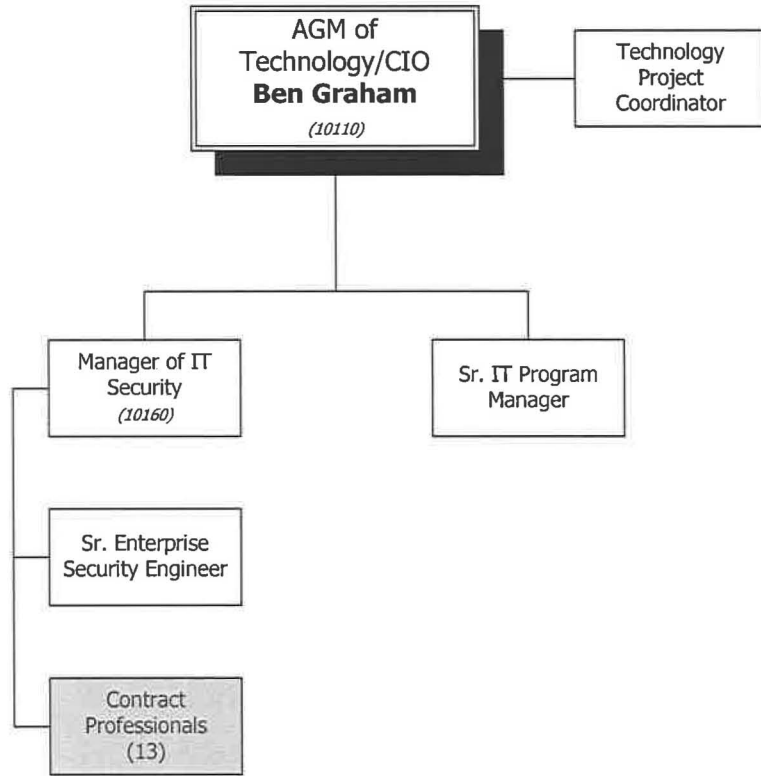 AGM of
Technology/CIO
Ben Graham
(10110)
Technology
Project
Coordinator
Manager of IT
Security
(10160)
Sr. IT Program
Manager
Sr. Enterprise
Security Engineer
Contract
Professionals
(13)